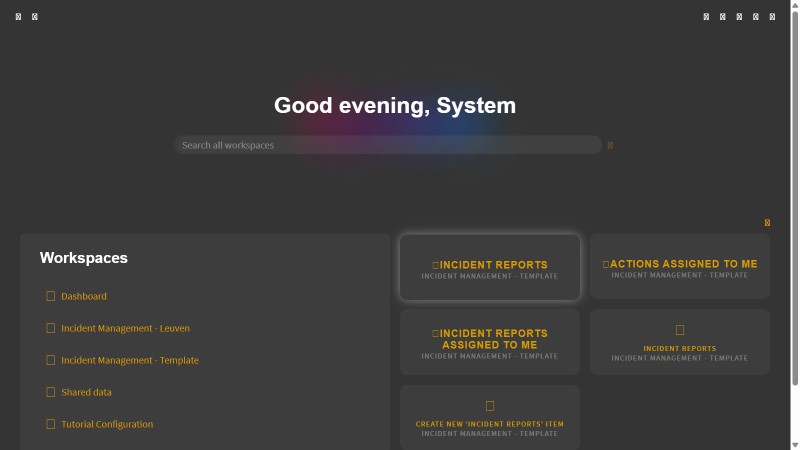 Good evening, System
Search all workspaces
Workspaces
Dashboard
Incident Management - Leuven
Incident Management - Template
Shared data
Tutorial Configuration
INCIDENT REPORTS
INCIDENT MANAGEMENT - TEMPLATE
ACTIONS ASSIGNED TO ME
INCIDENT MANAGEMENT - TEMPLATE
INCIDENT REPORTS
ASSIGNED TO ME
INCIDENT MANAGEMENT - TEMPLATE
INCIDENT REPORTS
INCIDENT MANAGEMENT - TEMPLATE
CREATE NEW 'INCIDENT REPORTS' ITEM
INCIDENT MANAGEMENT - TEMPLATE